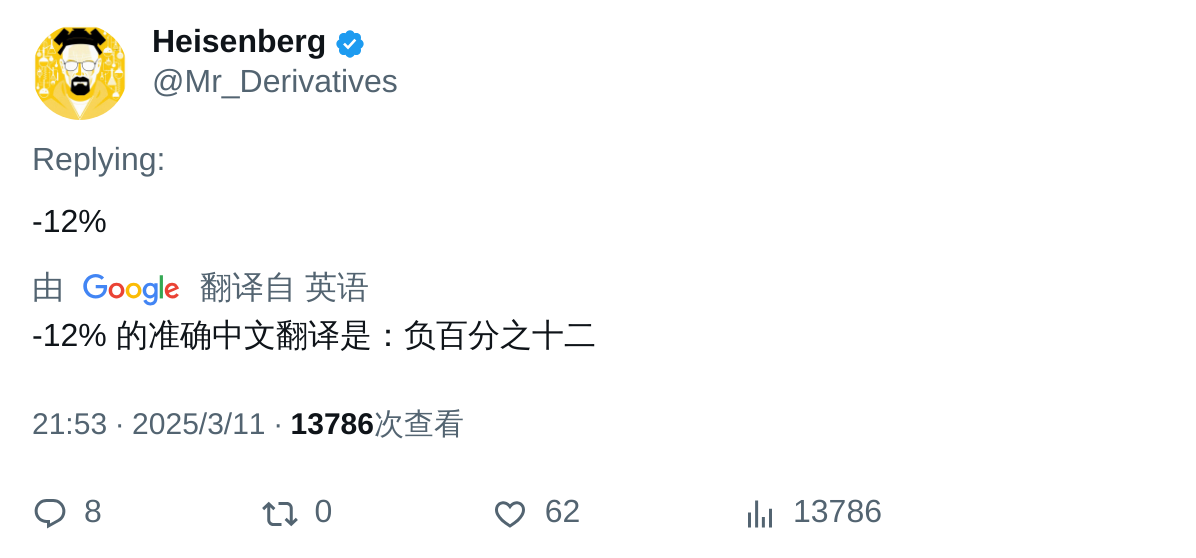 Heisenberg
@Mr_Derivatives
Replying:
-12%
由 Google 翻译自 英语
-12% 的准确中文翻译是：负百分之十二
21:53 · 2025/3/11 · 13786次查看
8 0 62 13786